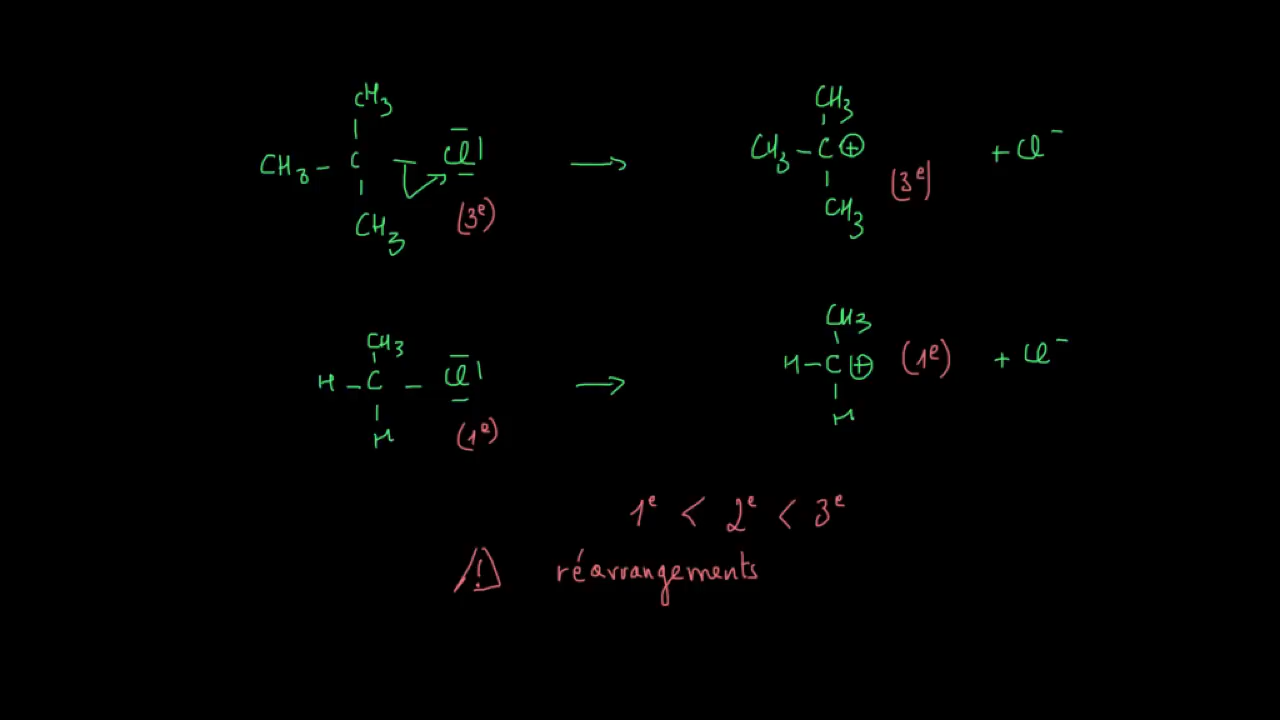 CH3 CH3
CH3 – C – Cl → CH3 – C ⊕ + Cl⁻
(3e) (3e)
CH3 CH3
CH3 CH3
H – C – Cl → H – C ⊕ (1e) + Cl⁻
H (1e) H
1e < 2e < 3e
! réarrangements